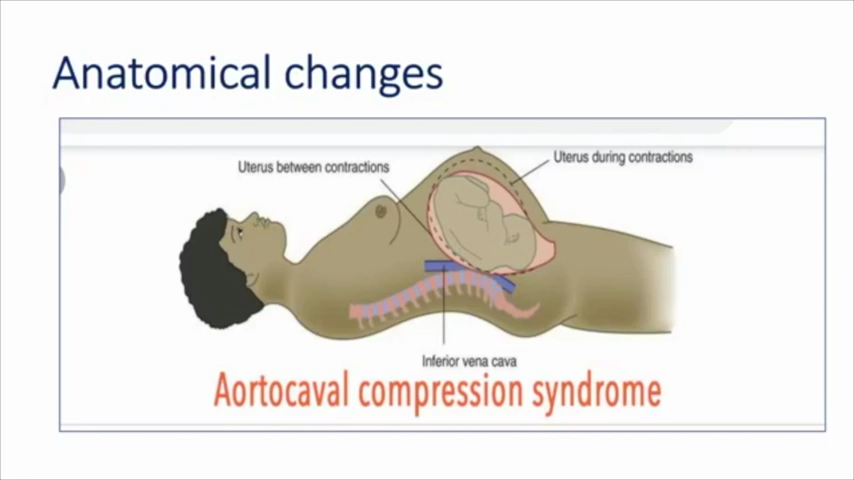 Anatomical changes
Uterus between contractions
Uterus during contractions
Inferior vena cava
Aortocaval compression syndrome